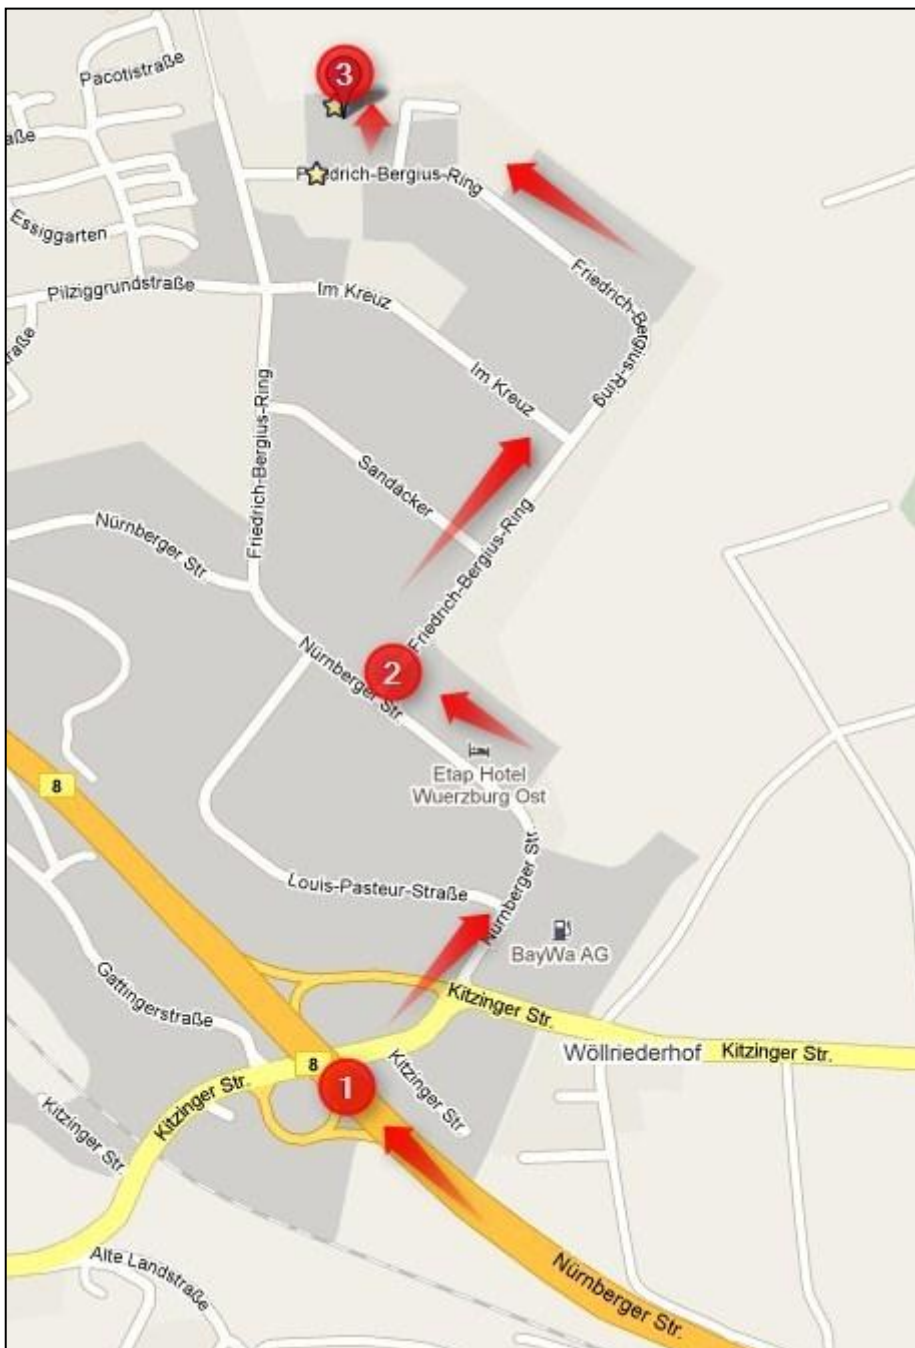 Pacotistraße
3
aße
Friedrich-Bergius-Ring
Essiggarten
Friedrich-Bergius-Ring
Pilziggrundstraße
Im Kreuz
raße
Im Kreuz
Friedrich-Bergius-Ring
Sandäcker
Nürnberger Str.
Friedrich-Bergius-Ring
Nürnberger Str.
2
Etap Hotel
Wuerzburg Ost
8
Nürnberger Str.
Louis-Pasteur-Straße
BayWa AG
Gattingerstraße
Kitzinger Str.
Wöllriederhof
Kitzinger Str.
8
1
Kitzinger Str.
Kitzinger Str.
Kitzinger Str.
Alte Landstraße
Nürnberger Str.